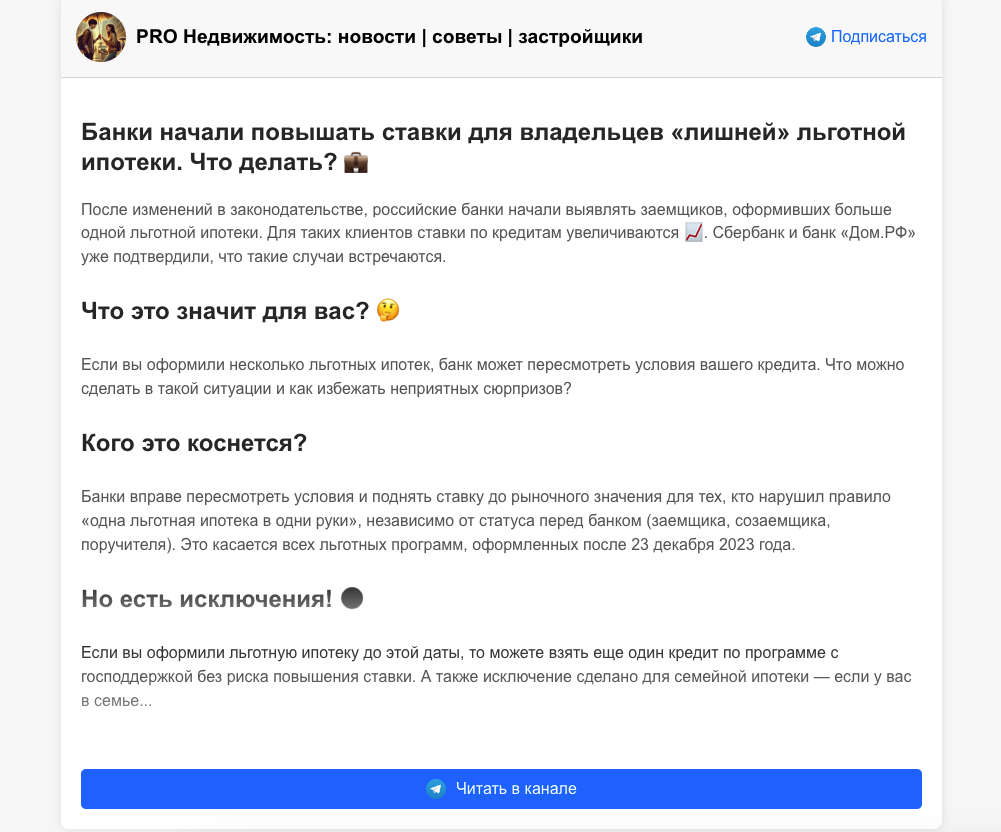 PRO Недвижимость: новости | советы | застройщики
Подписаться
Банки начали повышать ставки для владельцев «лишней» льготной
ипотеки. Что делать? 💼
После изменений в законодательстве, российские банки начали выявлять заемщиков, оформивших больше
одной льготной ипотеки. Для таких клиентов ставки по кредитам увеличиваются 📈. Сбербанк и банк «Дом.РФ»
уже подтвердили, что такие случаи встречаются.
Что это значит для вас? 🤔
Если вы оформили несколько льготных ипотек, банк может пересмотреть условия вашего кредита. Что можно
сделать в такой ситуации и как избежать неприятных сюрпризов?
Кого это коснется?
Банки вправе пересмотреть условия и поднять ставку до рыночного значения для тех, кто нарушил правило
«одна льготная ипотека в одни руки», независимо от статуса перед банком (заемщика, созаемщика,
поручителя). Это касается всех льготных программ, оформленных после 23 декабря 2023 года.
Но есть исключения! ⚫
Если вы оформили льготную ипотеку до этой даты, то можете взять еще один кредит по программе с
господдержкой без риска повышения ставки. А также исключение сделано для семейной ипотеки — если у вас
в семье...
Читать в канале